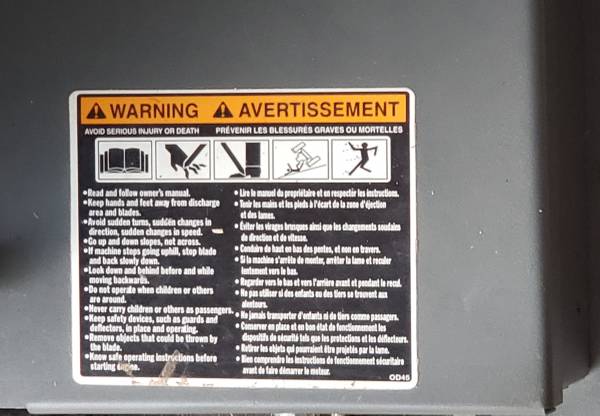 WARNING
AVERTISSEMENT
AVOID SERIOUS INJURY OR DEATH
PRÉVENIR LES BLESSURÉS GRAVES OU MORTELLES
•Read and follow owner's manual.
•Keep hands and feet away from discharge
area and blades.
•Avoid sudden turns, sudden changes in
direction, sudden changes in speed.
•Go up and down slopes, not across.
•If machine stops going uphill, stop blade
and back slowly down.
•Look down and behind before and while
moving backwards.
•Do not operate when children or others
are around.
•Never carry children or others as passengers.
•Keep safety devices, such as guards and
deflectors, in place and operating.
•Remove objects that could be thrown by
the blade.
•Know safe operating instructions before
starting engine.
•Lire le manuel du propriétaire et en respectér les instructions.
•Tenir les mains et les pieds à l'écart de la zone d'éjection
et des lames.
•Éviter les virages brusques ainsi que les changements soudains
de direction et de vitesse.
•Conduire de haut en bas des pentes, et non en travers.
•Si la machine s'arrête de monter, arrêter la lame et reculer
lentement vers le bas.
•Regarder vers le bas et vers l'arrière avant et pendant le recul.
•Ne pas utiliser si des enfants ou des tiers se trouvent aux
alentours.
•Ne jamais transporter d'enfants ni de tiers comme passagers.
•Conserver en place et en bon état de fonctionnement les
dispositifs de sécurité tels que les protections et les déflecteurs.
•Retirer les objets qui pourraient être projetés par la lame.
•Bien comprendre les instructions de fonctionnement sécuritaire
avant de faire démarrer le moteur.
OD45